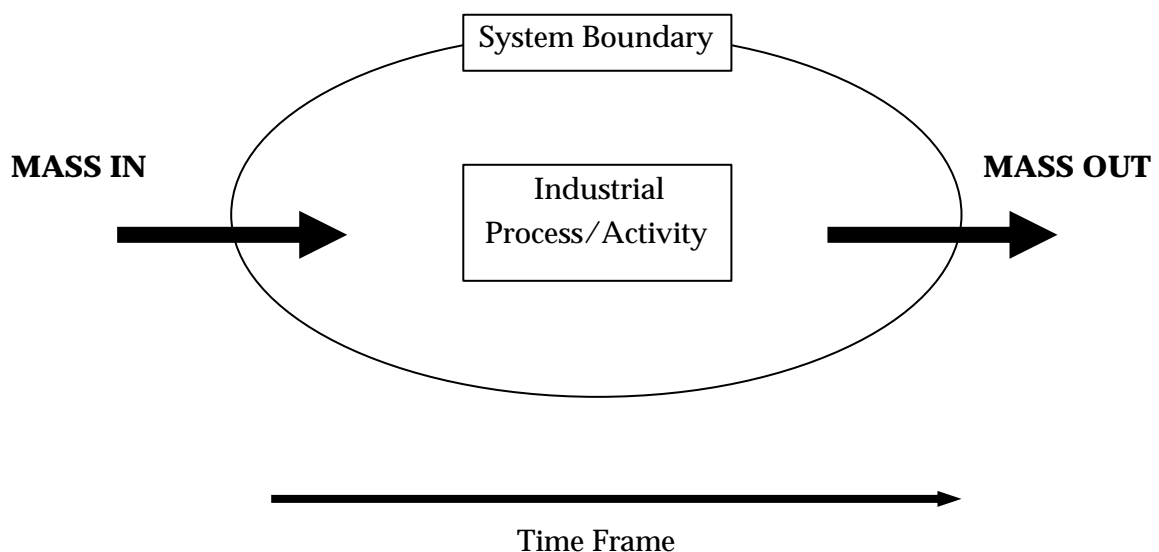 System Boundary
MASS IN
MASS OUT
Industrial
Process/Activity
Time Frame